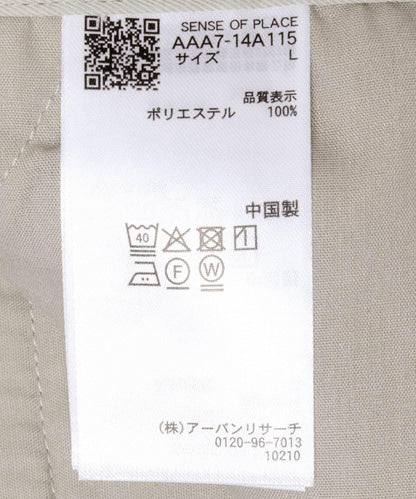 SENSE OF PLACE
AAA7-14A115
サイズ L
品質表示
ポリエステル 100%
中国製
40
F W
(株)アーバンリサーチ
0120-96-7013
10210